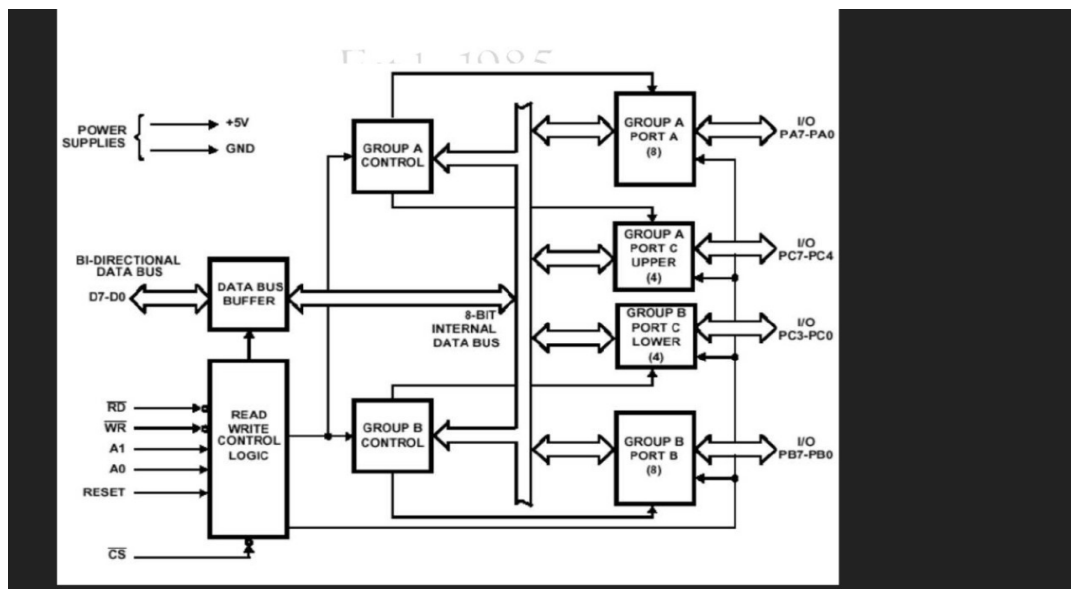 Estd. 1985
POWER
SUPPLIES
+5V
GND
GROUP A
CONTROL
GROUP A
PORT A
(8)
I/O
PA7-PA0
GROUP A
PORT C
UPPER
(4)
I/O
PC7-PC4
BI-DIRECTIONAL
DATA BUS
D7-D0
DATA BUS
BUFFER
8-BIT
INTERNAL
DATA BUS
GROUP B
PORT C
LOWER
(4)
I/O
PC3-PC0
RD
WR
A1
A0
RESET
CS
READ
WRITE
CONTROL
LOGIC
GROUP B
CONTROL
GROUP B
PORT B
(8)
I/O
PB7-PB0